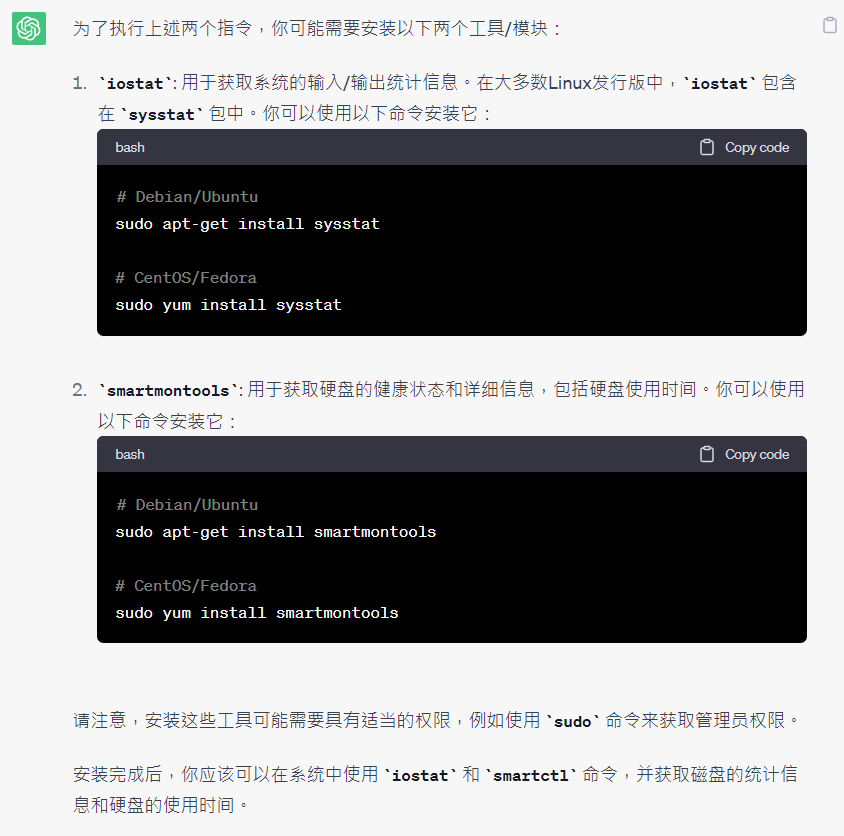 为了执行上述两个指令，你可能需要安装以下两个工具/模块：
1. `iostat`: 用于获取系统的输入/输出统计信息。在大多数Linux发行版中，`iostat` 包含
在 `sysstat` 包中。你可以使用以下命令安装它：
bash Copy code
# Debian/Ubuntu
sudo apt-get install sysstat
# CentOS/Fedora
sudo yum install sysstat
2. `smartmontools`: 用于获取硬盘的健康状态和详细信息，包括硬盘使用时间。你可以使用
以下命令安装它：
bash Copy code
# Debian/Ubuntu
sudo apt-get install smartmontools
# CentOS/Fedora
sudo yum install smartmontools
请注意，安装这些工具可能需要具有适当的权限，例如使用 `sudo` 命令来获取管理员权限。
安装完成后，你应该可以在系统中使用 `iostat` 和 `smartctl` 命令，并获取磁盘的统计信
息和硬盘的使用时间。